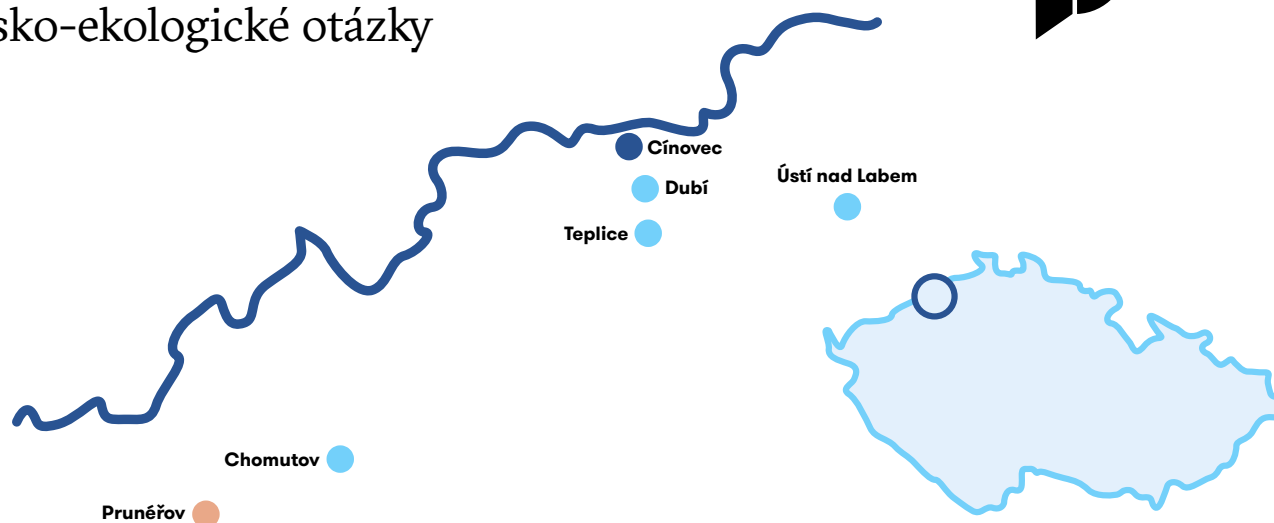 sko-ekologické otázky
Cínovec
Ústí nad Labem
Dubí
Teplice
Chomutov
Prunéřov